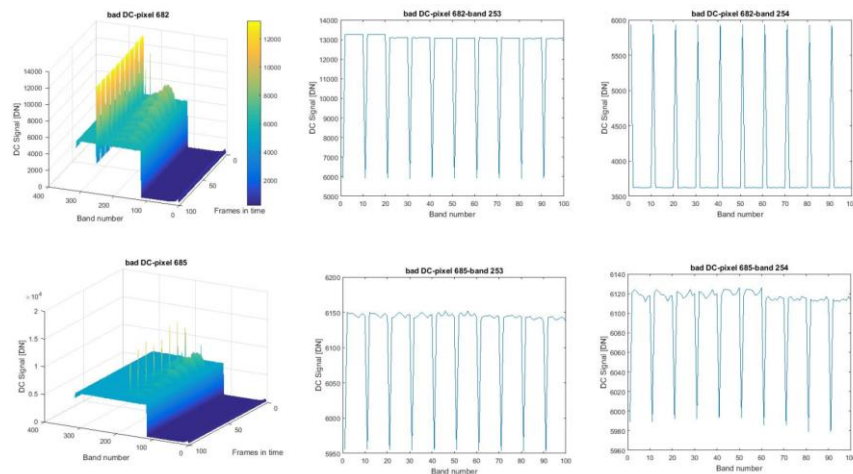 bad DC-pixel 682
14000
12000
10000
8000
6000
4000
2000
0
DC Signal [DN]
400
300
200
100
0
Band number
0
50
100
Frames in time
12000
10000
8000
6000
4000
2000
bad DC-pixel 682-band 253
14000
13000
12000
11000
10000
9000
8000
7000
6000
5000
DC Signal [DN]
0 10 20 30 40 50 60 70 80 90 100
Band number
bad DC-pixel 682-band 254
6000
5500
5000
4500
4000
3500
DC Signal [DN]
0 10 20 30 40 50 60 70 80 90 100
Band number
bad DC-pixel 685
× 10⁴
2
1.5
1
0.5
0
DC Signal [DN]
400
300
200
100
0
Band number
0
50
100
Frames in time
bad DC-pixel 685-band 253
6200
6150
6100
6050
6000
5950
DC Signal [DN]
0 10 20 30 40 50 60 70 80 90 100
Band number
bad DC-pixel 685-band 254
6140
6120
6100
6080
6060
6040
6020
6000
5980
5960
DC Signal [DN]
0 10 20 30 40 50 60 70 80 90 100
Band number